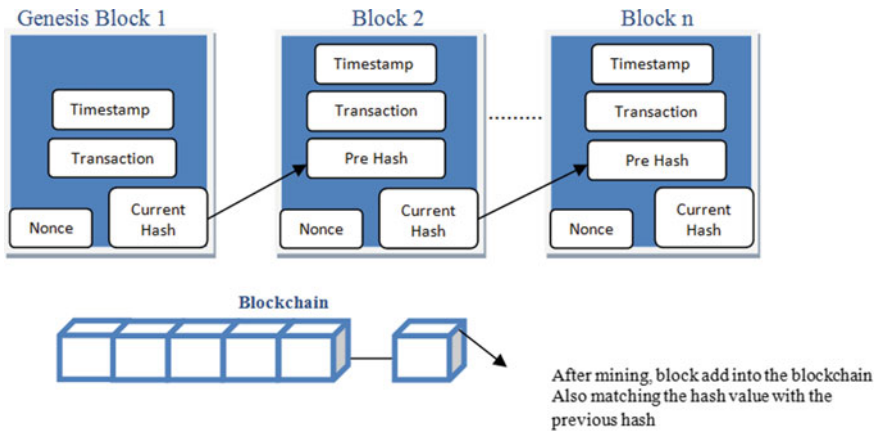 Genesis Block 1
Timestamp
Transaction
Nonce
Current
Hash
Block 2
Timestamp
Transaction
Pre Hash
Nonce
Current
Hash
..........
Block n
Timestamp
Transaction
Pre Hash
Nonce
Current
Hash
Blockchain
After mining, block add into the blockchain
Also matching the hash value with the
previous hash